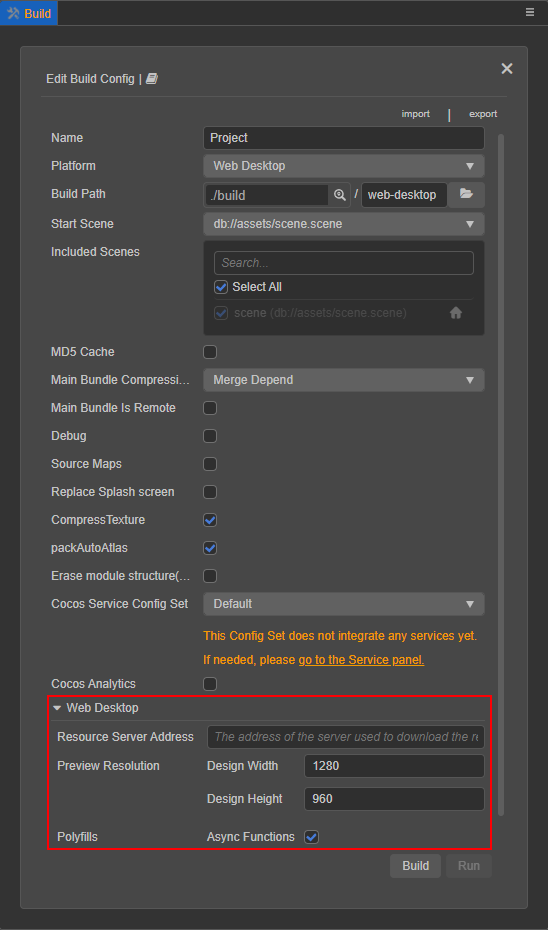 Build
Edit Build Config |
import | export
Name Project
Platform Web Desktop
Build Path ./build / web-desktop
Start Scene db://assets/scene.scene
Included Scenes
Search...
Select All
scene (db://assets/scene.scene)
MD5 Cache
Main Bundle Compressi... Merge Depend
Main Bundle Is Remote
Debug
Source Maps
Replace Splash screen
CompressTexture
packAutoAtlas
Erase module structure(...
Cocos Service Config Set Default
This Config Set does not integrate any services yet.
If needed, please go to the Service panel.
Cocos Analytics
Web Desktop
Resource Server Address The address of the server used to download the re
Preview Resolution Design Width 1280
Design Height 960
Polyfills Async Functions
Build Run